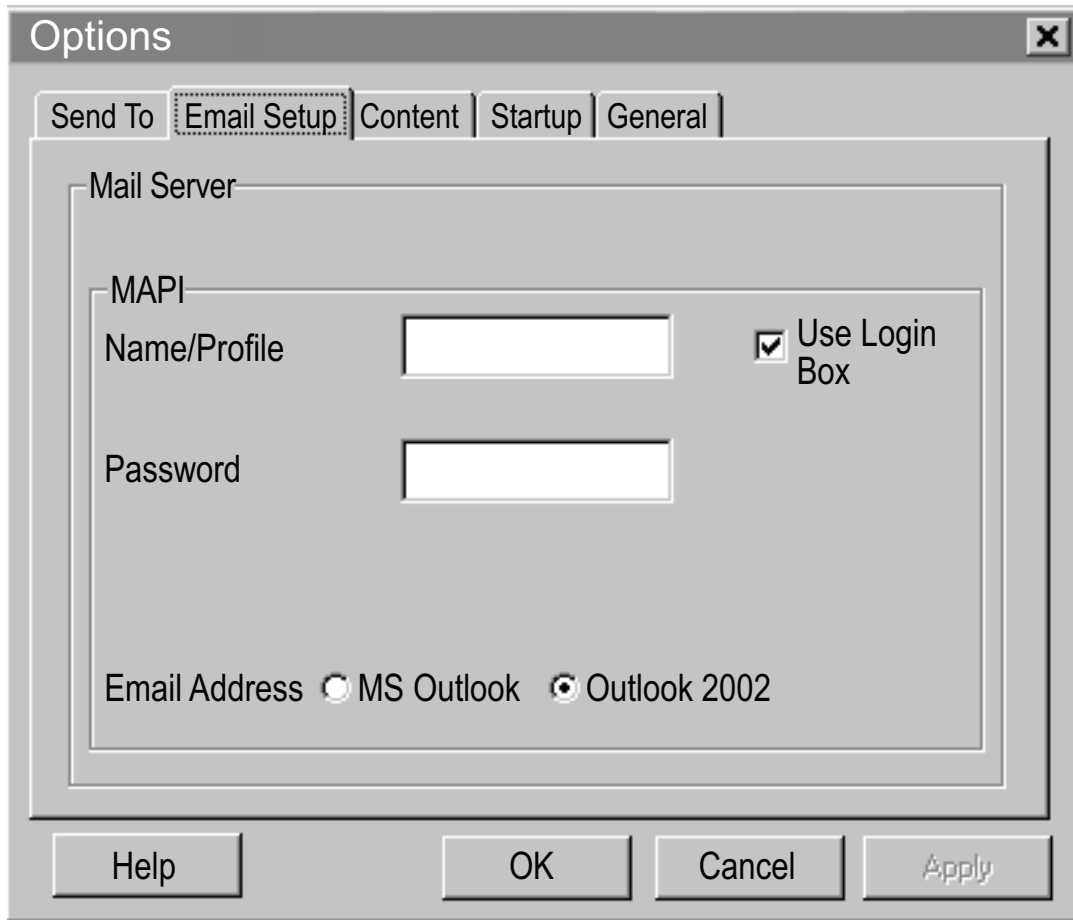 Options
Send To Email Setup Content Startup General
Mail Server
MAPI
Name/Profile
Use Login
Box
Password
Email Address MS Outlook Outlook 2002
Help OK Cancel Apply